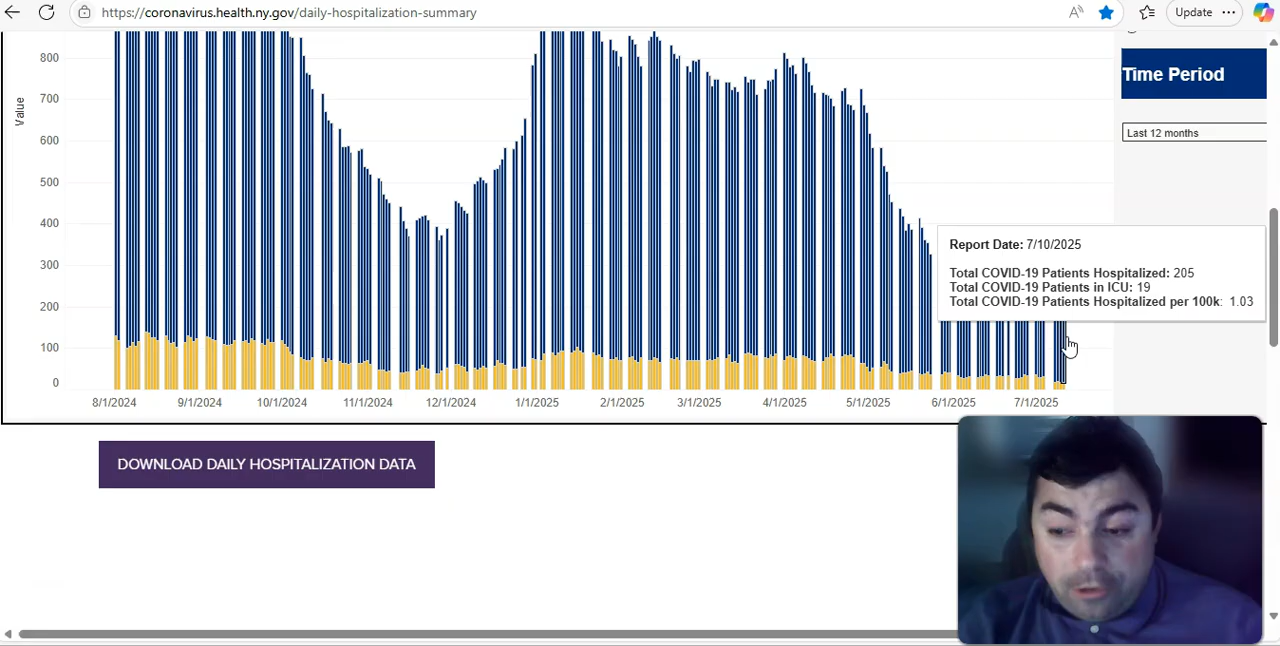 https://coronavirus.health.ny.gov/daily-hospitalization-summary
Update
Value
800
700
600
500
400
300
200
100
0
8/1/2024
9/1/2024
10/1/2024
11/1/2024
12/1/2024
1/1/2025
2/1/2025
3/1/2025
4/1/2025
5/1/2025
6/1/2025
7/1/2025
Time Period
Last 12 months
Report Date: 7/10/2025
Total COVID-19 Patients Hospitalized: 205
Total COVID-19 Patients in ICU: 19
Total COVID-19 Patients Hospitalized per 100k: 1.03
DOWNLOAD DAILY HOSPITALIZATION DATA